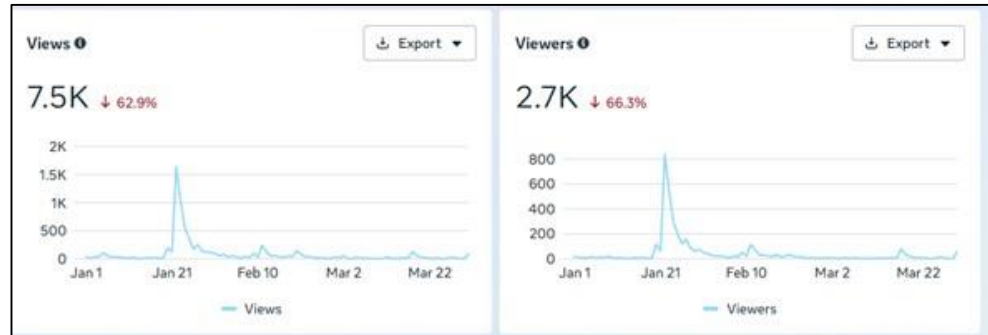 Views
Export
7.5K ↓ 62.9%
2K
1.5K
1K
500
0
Jan 1 Jan 21 Feb 10 Mar 2 Mar 22
Views
Viewers
Export
2.7K ↓ 66.3%
800
600
400
200
0
Jan 1 Jan 21 Feb 10 Mar 2 Mar 22
Viewers